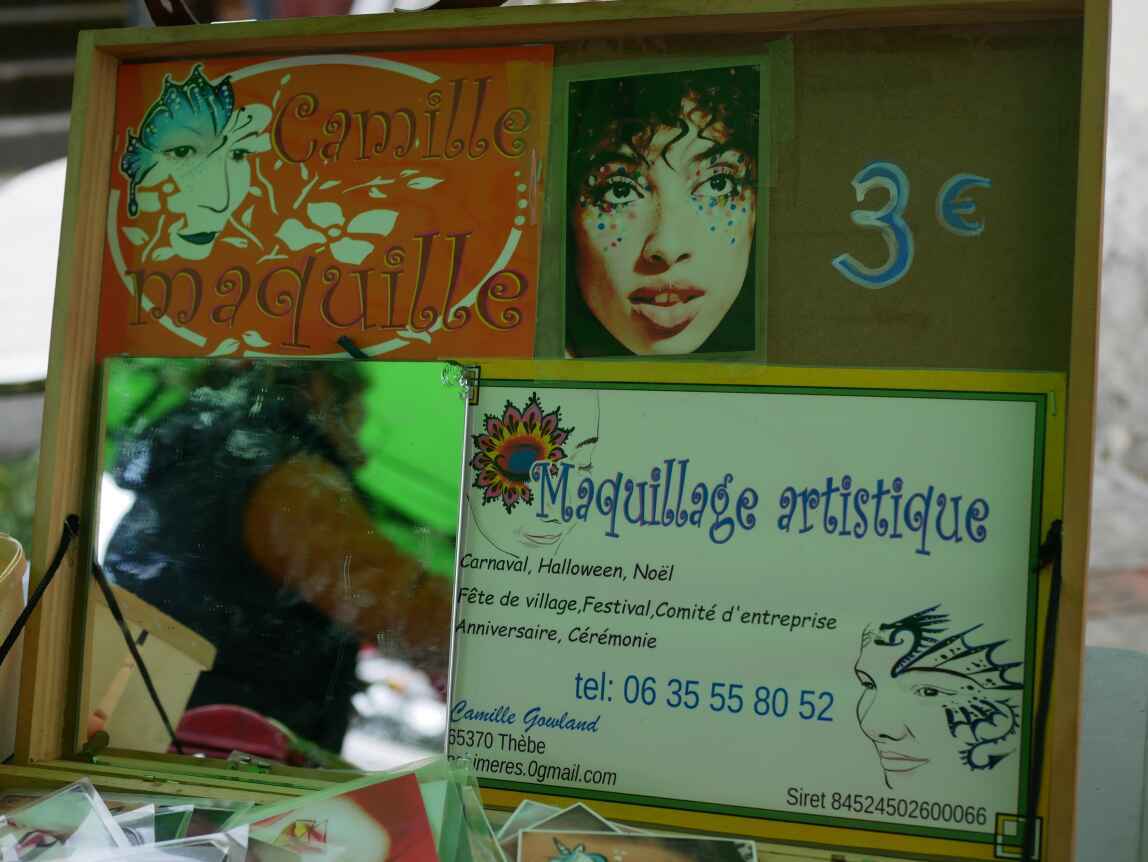 Camille
maquille
3 €
Maquillage artistique
Carnaval, Halloween, Noël
Fête de village,Festival,Comité d'entreprise
Anniversaire, Cérémonie
tel: 06 35 55 80 52
Camille Gowland
65370 Thèbe
Siret 84524502600066